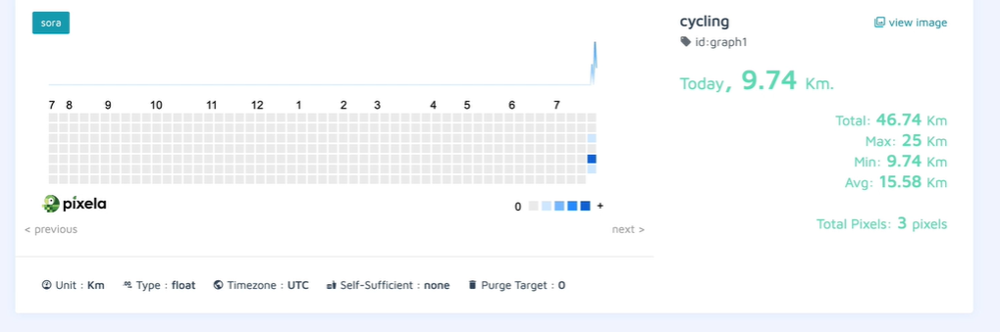 sora
7 8 9 10 11 12 1 2 3 4 5 6 7
pixela
0 +
< previous next >
Unit : Km Type : float Timezone : UTC Self-Sufficient : none Purge Target : 0
cycling
view image
id:graph1
Today, 9.74 Km.
Total: 46.74 Km
Max: 25 Km
Min: 9.74 Km
Avg: 15.58 Km
Total Pixels: 3 pixels